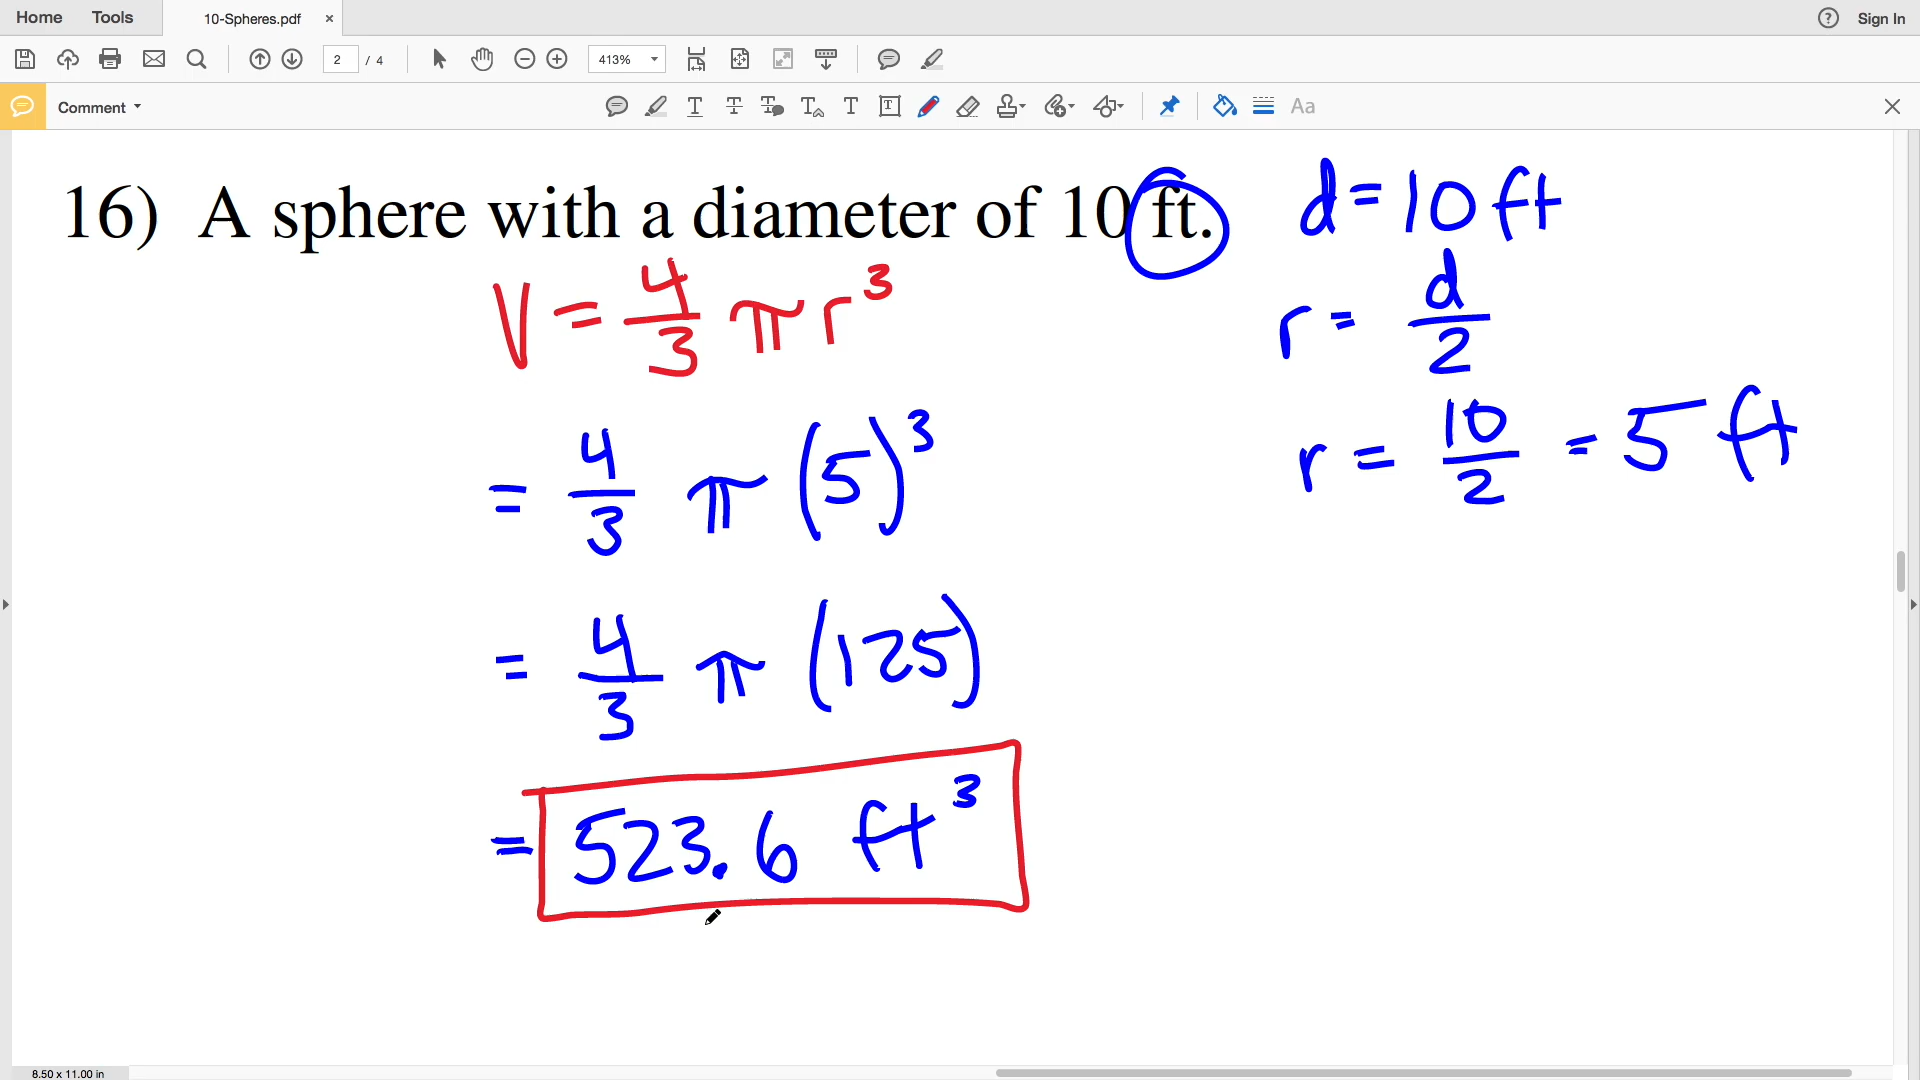 Home Tools 10-Spheres.pdf × ? Sign In
2 / 4 413%
Comment T T T T T T Aa
16) A sphere with a diameter of 10 ft. d = 10 ft
V = 4/3 π r³ r = d/2
= 4/3 π (5)³ r = 10/2 = 5 ft
= 4/3 π (125)
= 523.6 ft³
8.50 x 11.00 in